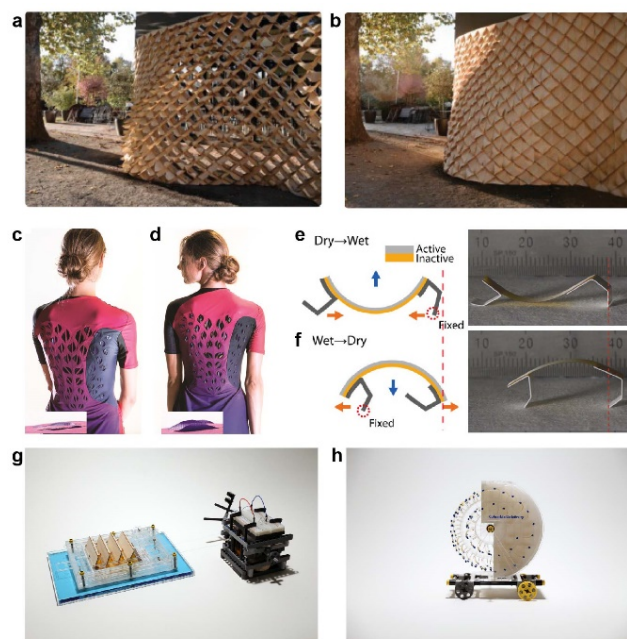 a
b
c
d
e
Dry→Wet
Active
Inactive
Fixed
10 20 30 40
f
Wet→Dry
Fixed
10 20 30 40
g
h